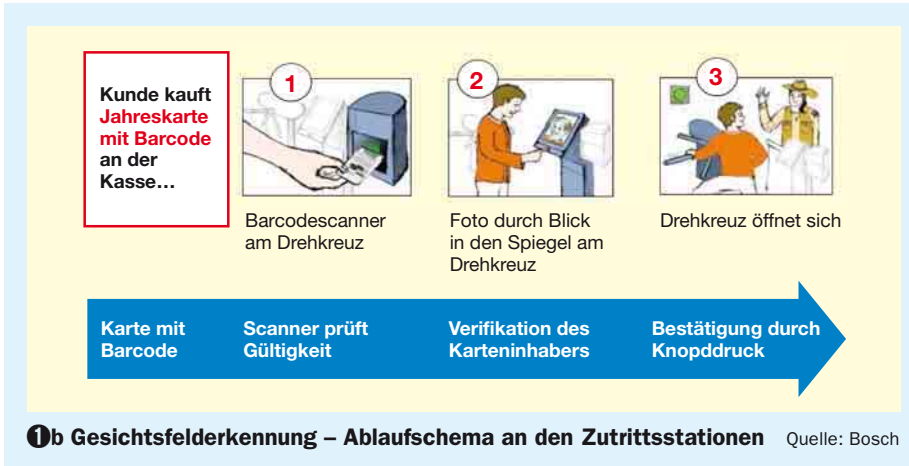 Kunde kauft
Jahreskarte
mit Barcode
an der
Kasse…
1
Barcodescanner
am Drehkreuz
2
Foto durch Blick
in den Spiegel am
Drehkreuz
3
Drehkreuz öffnet sich
Karte mit
Barcode
Scanner prüft
Gültigkeit
Verifikation des
Karteninhabers
Bestätigung durch
Knopddruck
❶b Gesichtsfelderkennung – Ablaufschema an den Zutrittsstationen Quelle: Bosch